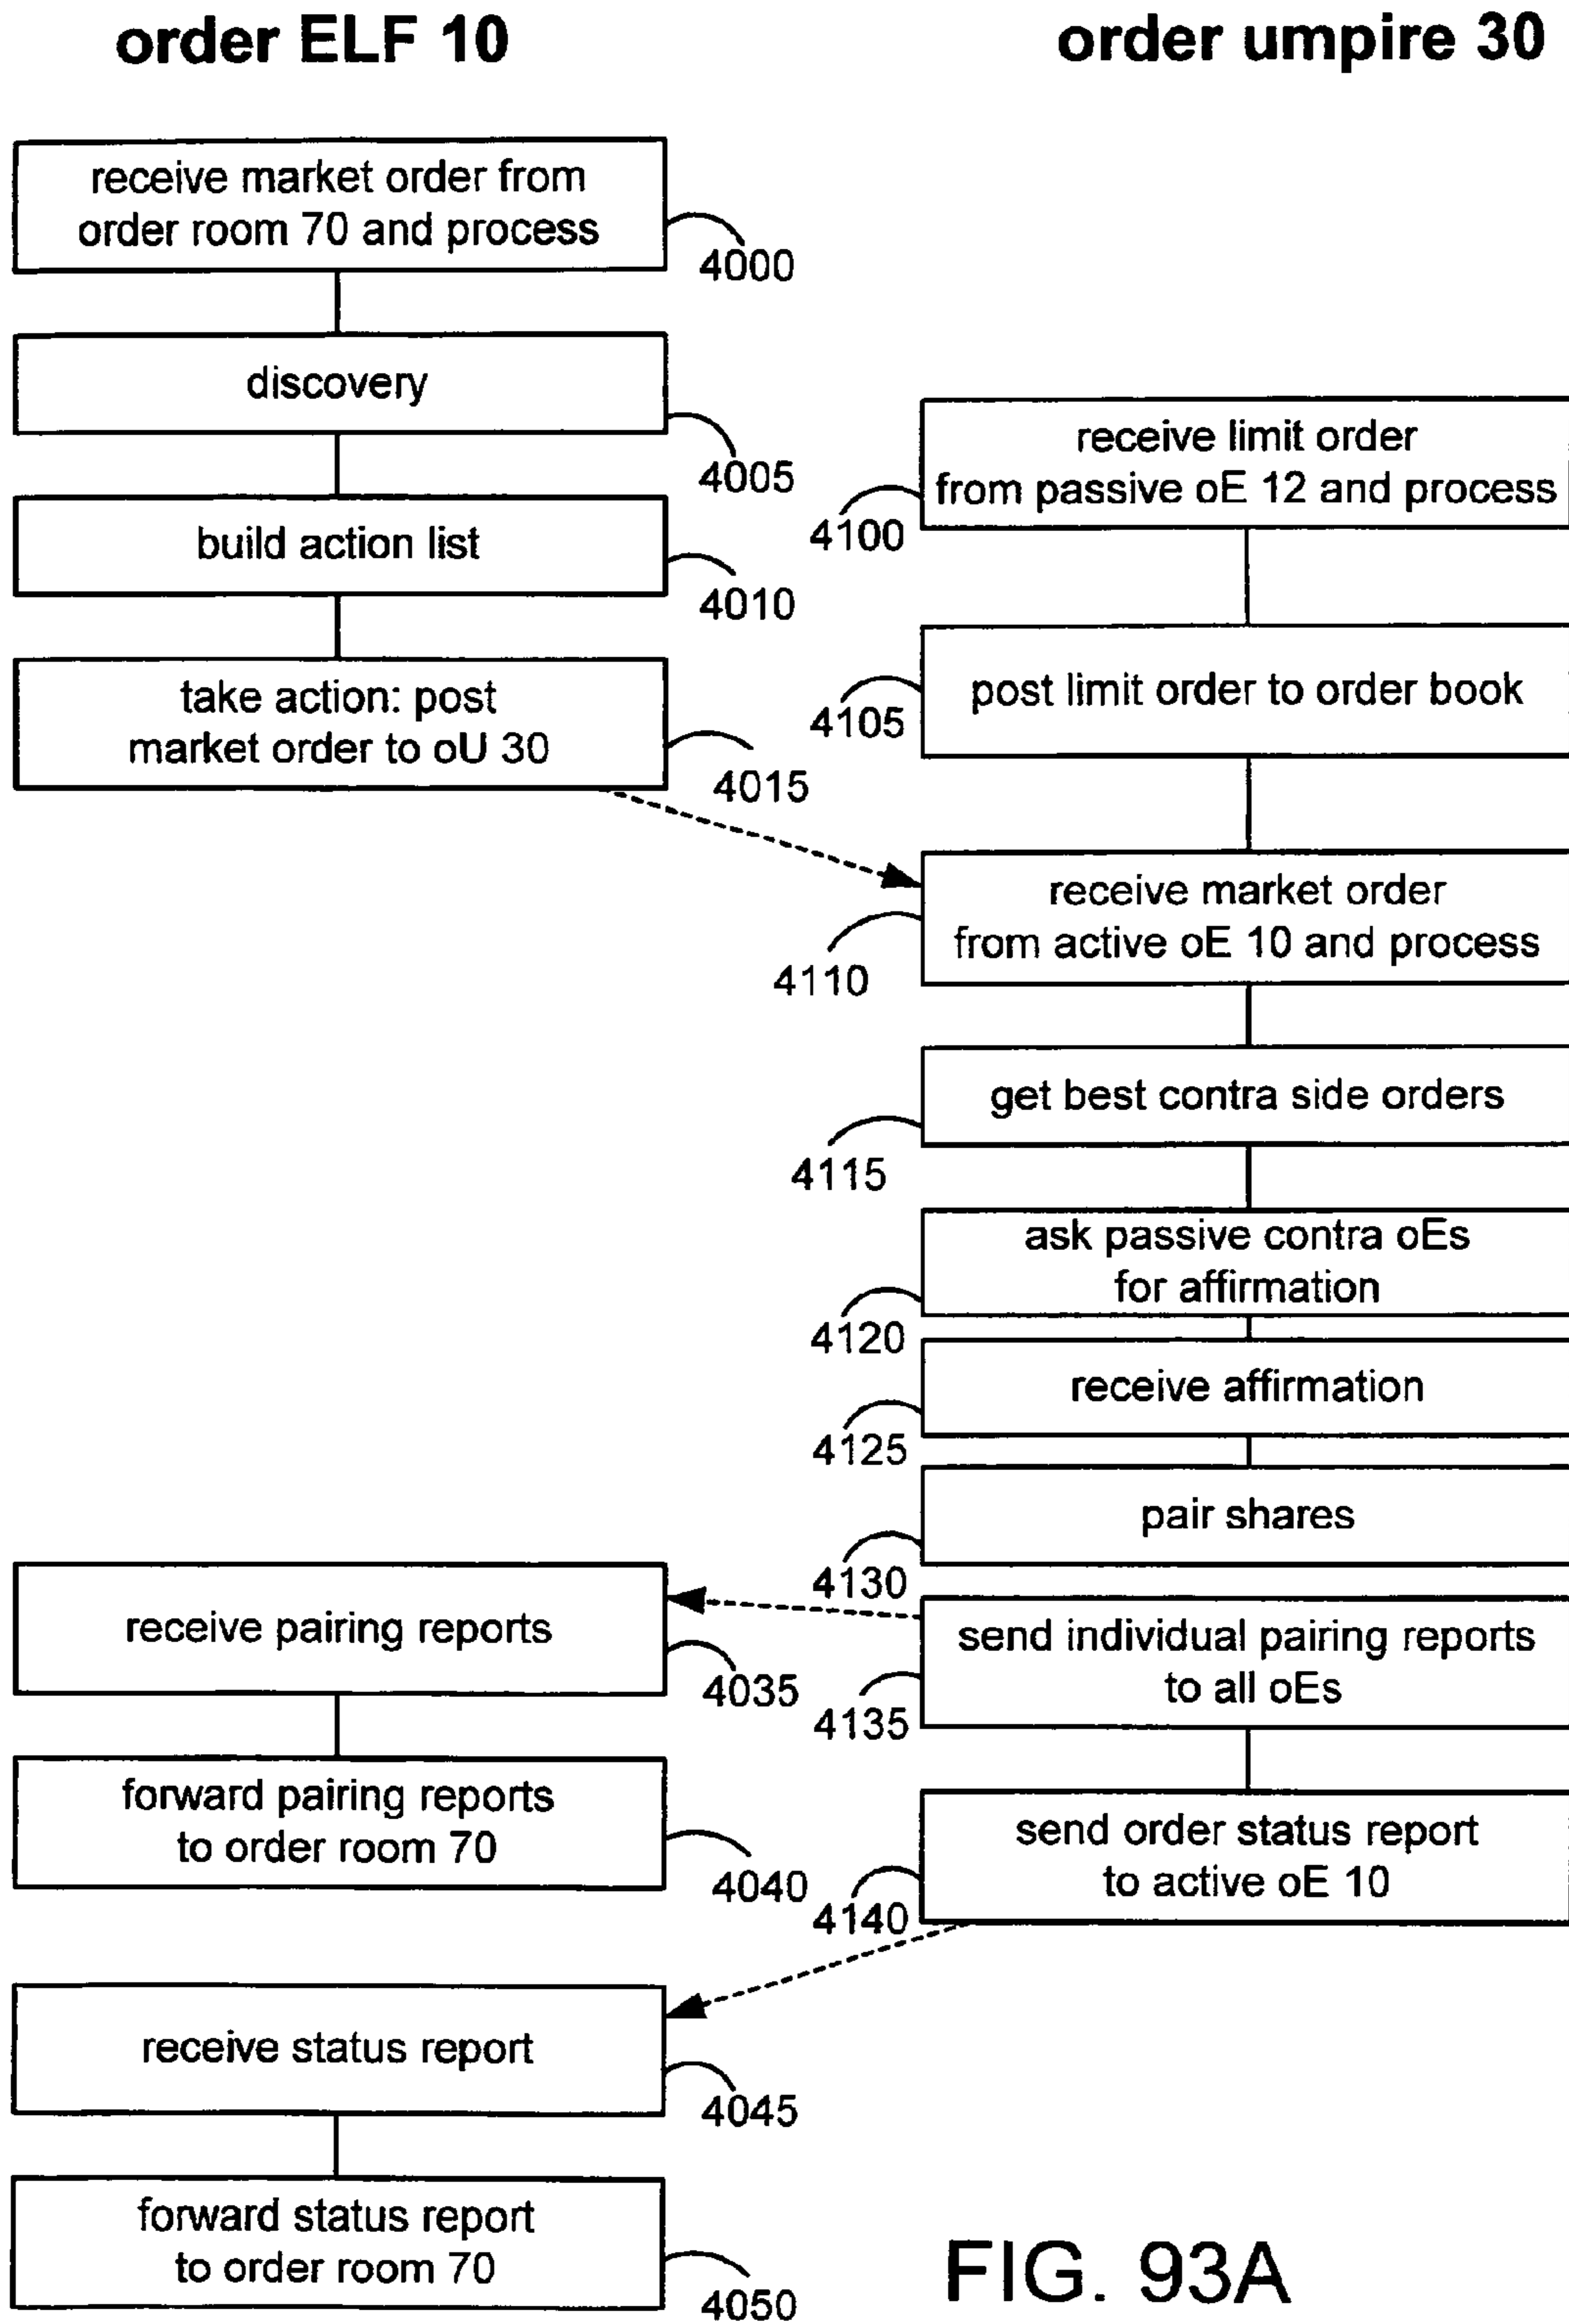 order ELF 10
order umpire 30
receive market order from
order room 70 and process
4000
discovery
4005
build action list
4010
take action: post
market order to oU 30
4015
receive limit order
from passive oE 12 and process
4100
post limit order to order book
4105
receive market order
from active oE 10 and process
4110
get best contra side orders
4115
ask passive contra oEs
for affirmation
4120
receive affirmation
4125
pair shares
4130
send individual pairing reports
to all oEs
4135
receive pairing reports
4035
forward pairing reports
to order room 70
4040
send order status report
to active oE 10
4140
receive status report
4045
forward status report
to order room 70
4050
FIG. 93A